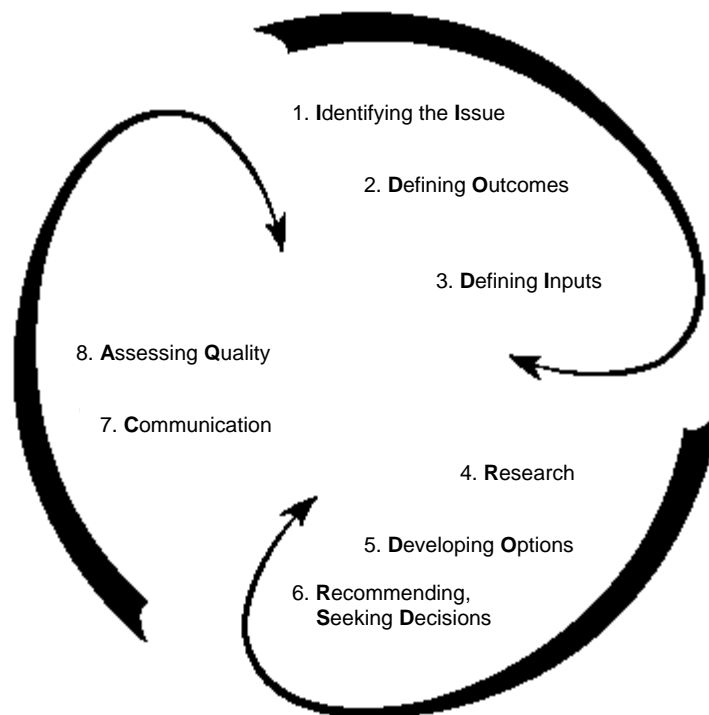 1. Identifying the Issue
2. Defining Outcomes
3. Defining Inputs
4. Research
5. Developing Options
6. Recommending,
Seeking Decisions
7. Communication
8. Assessing Quality